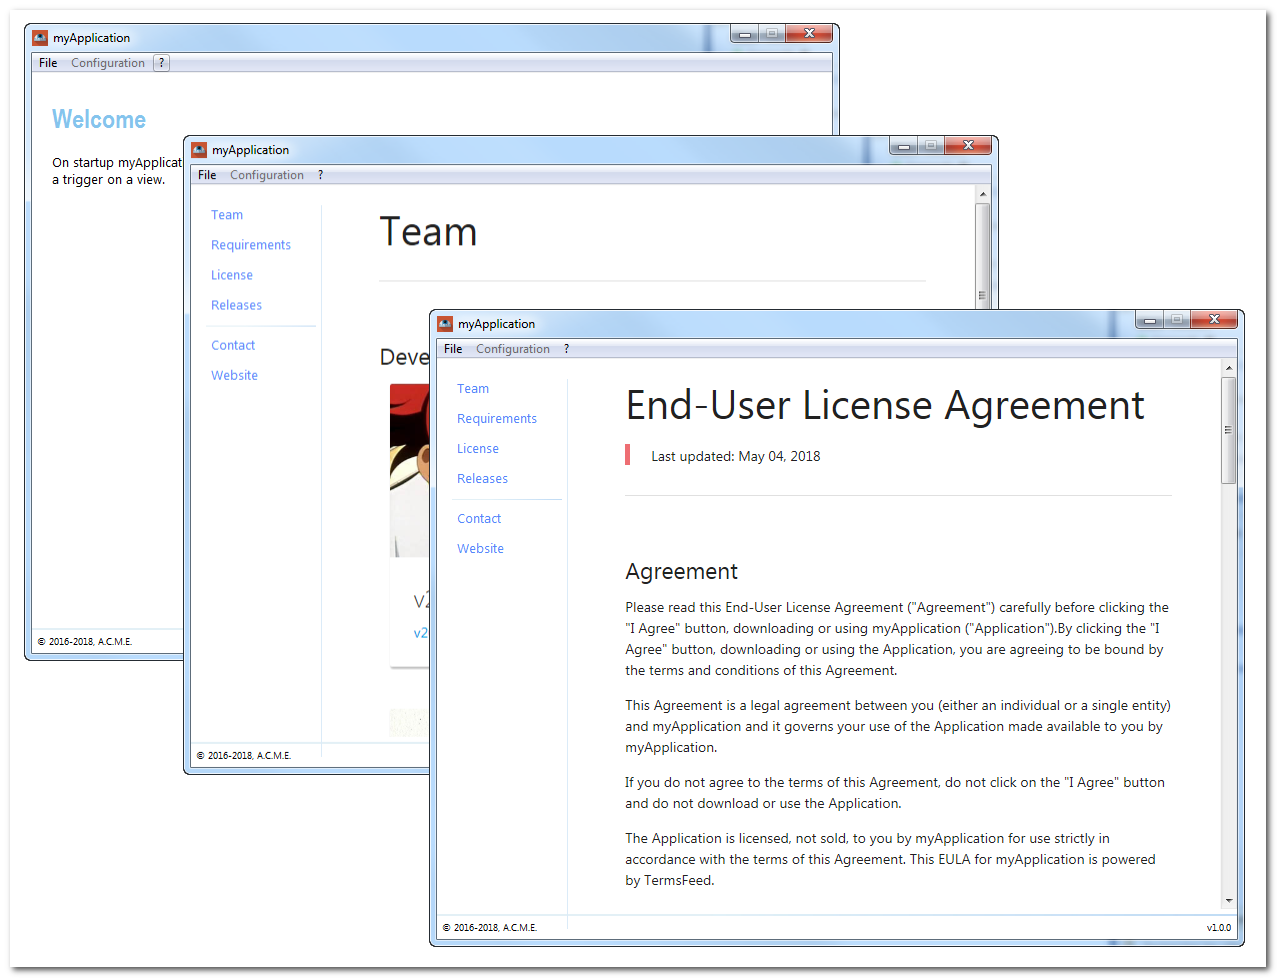 myApplication
File Configuration ?
Welcome
On startup myApplicat
a trigger on a view.
© 2016-2018, A.C.M.E.
myApplication
File Configuration ?
Team
Requirements
License
Releases
Contact
Website
Team
Deve
v2
v2
© 2016-2018, A.C.M.E.
myApplication
File Configuration ?
Team
Requirements
License
Releases
Contact
Website
End-User License Agreement
Last updated: May 04, 2018
Agreement
Please read this End-User License Agreement ("Agreement") carefully before clicking the
"I Agree" button, downloading or using myApplication ("Application").By clicking the "I
Agree" button, downloading or using the Application, you are agreeing to be bound by
the terms and conditions of this Agreement.
This Agreement is a legal agreement between you (either an individual or a single entity)
and myApplication and it governs your use of the Application made available to you by
myApplication.
If you do not agree to the terms of this Agreement, do not click on the "I Agree" button
and do not download or use the Application.
The Application is licensed, not sold, to you by myApplication for use strictly in
accordance with the terms of this Agreement. This EULA for myApplication is powered
by TermsFeed.
© 2016-2018, A.C.M.E.
v1.0.0